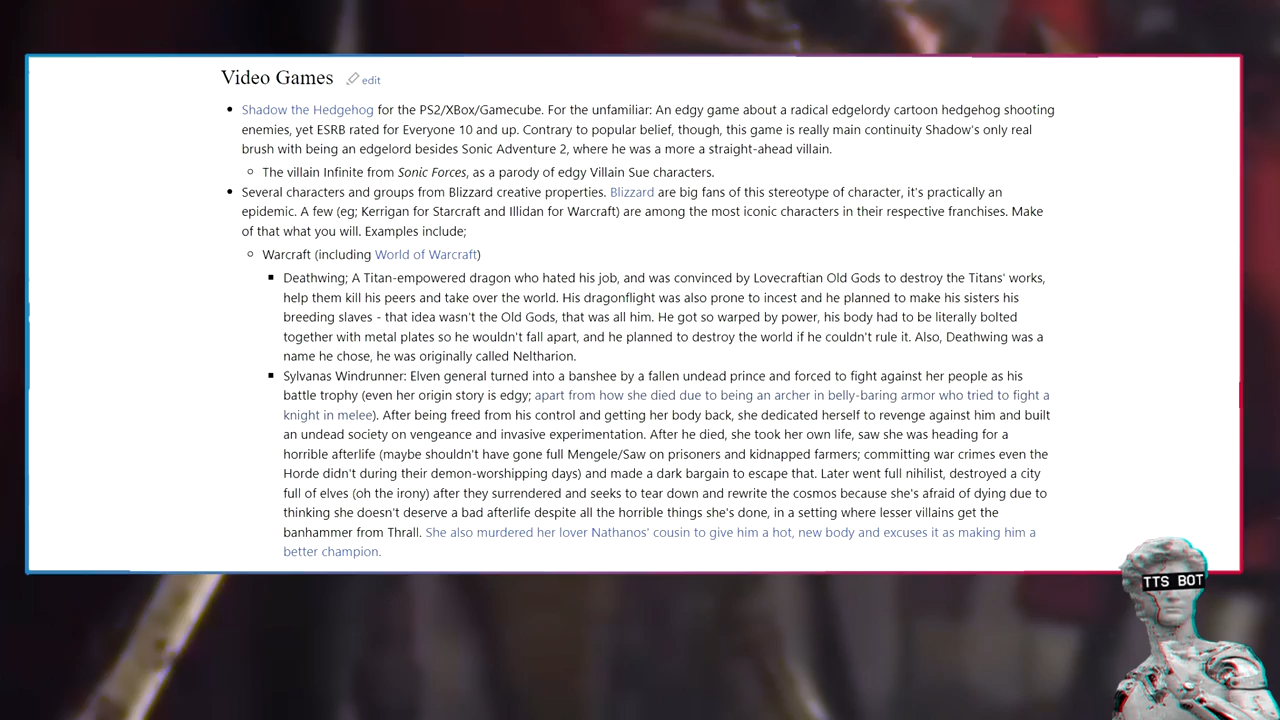 Video Games edit
Shadow the Hedgehog for the PS2/XBox/Gamecube. For the unfamiliar: An edgy game about a radical edgelordy cartoon hedgehog shooting
enemies, yet ESRB rated for Everyone 10 and up. Contrary to popular belief, though, this game is really main continuity Shadow's only real
brush with being an edgelord besides Sonic Adventure 2, where he was a more a straight-ahead villain.
The villain Infinite from Sonic Forces, as a parody of edgy Villain Sue characters.
Several characters and groups from Blizzard creative properties. Blizzard are big fans of this stereotype of character, it's practically an
epidemic. A few (eg; Kerrigan for Starcraft and Illidan for Warcraft) are among the most iconic characters in their respective franchises. Make
of that what you will. Examples include;
Warcraft (including World of Warcraft)
Deathwing; A Titan-empowered dragon who hated his job, and was convinced by Lovecraftian Old Gods to destroy the Titans' works,
help them kill his peers and take over the world. His dragonflight was also prone to incest and he planned to make his sisters his
breeding slaves - that idea wasn't the Old Gods, that was all him. He got so warped by power, his body had to be literally bolted
together with metal plates so he wouldn't fall apart, and he planned to destroy the world if he couldn't rule it. Also, Deathwing was a
name he chose, he was originally called Neltharion.
Sylvanas Windrunner: Elven general turned into a banshee by a fallen undead prince and forced to fight against her people as his
battle trophy (even her origin story is edgy; apart from how she died due to being an archer in belly-baring armor who tried to fight a
knight in melee). After being freed from his control and getting her body back, she dedicated herself to revenge against him and built
an undead society on vengeance and invasive experimentation. After he died, she took her own life, saw she was heading for a
horrible afterlife (maybe shouldn't have gone full Mengele/Saw on prisoners and kidnapped farmers; committing war crimes even the
Horde didn't during their demon-worshipping days) and made a dark bargain to escape that. Later went full nihilist, destroyed a city
full of elves (oh the irony) after they surrendered and seeks to tear down and rewrite the cosmos because she's afraid of dying due to
thinking she doesn't deserve a bad afterlife despite all the horrible things she's done, in a setting where lesser villains get the
banhammer from Thrall. She also murdered her lover Nathanos' cousin to give him a hot, new body and excuses it as making him a
better champion.
TTS BOT